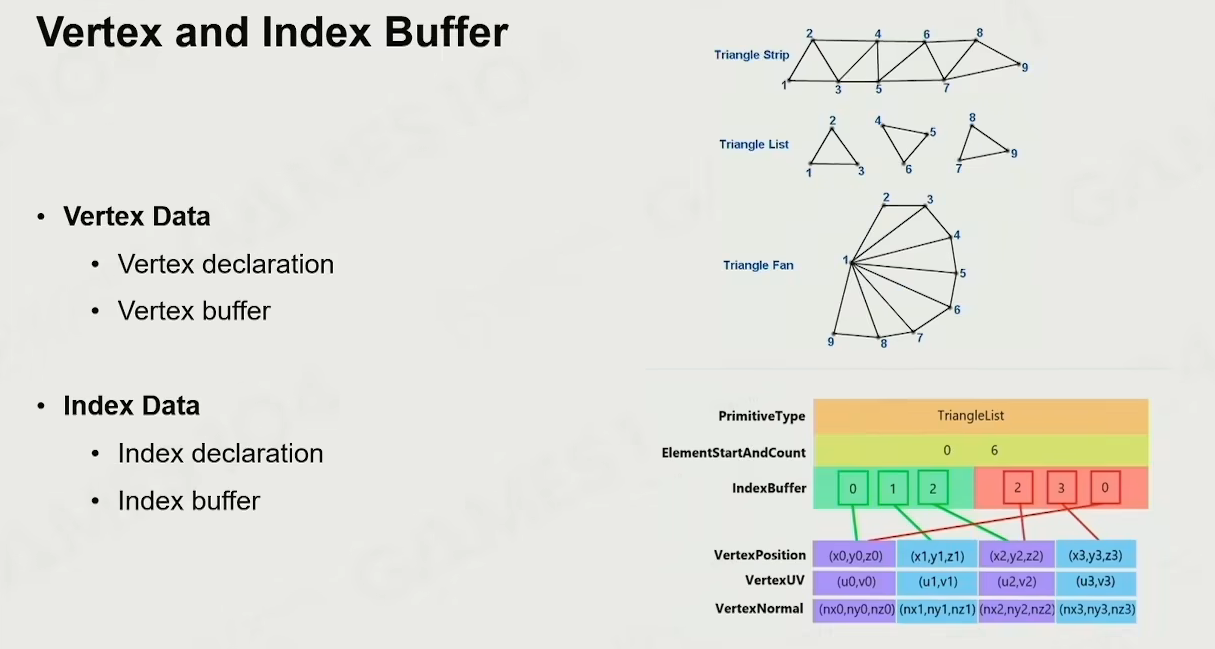 Vertex and Index Buffer
• Vertex Data
• Vertex declaration
• Vertex buffer
• Index Data
• Index declaration
• Index buffer
Triangle Strip
2 4 6 8
9
1 3 5 7
Triangle List
2 4 5 8
9
1 3 6 7
Triangle Fan
2 3
4
1
5
6
7
9 8
PrimitiveType TriangleList
ElementStartAndCount 0 6
IndexBuffer 0 1 2 2 3 0
VertexPosition (x0,y0,z0) (x1,y1,z1) (x2,y2,z2) (x3,y3,z3)
VertexUV (u0,v0) (u1,v1) (u2,v2) (u3,v3)
VertexNormal (nx0,ny0,nz0) (nx1,ny1,nz1) (nx2,ny2,nz2) (nx3,ny3,nz3)